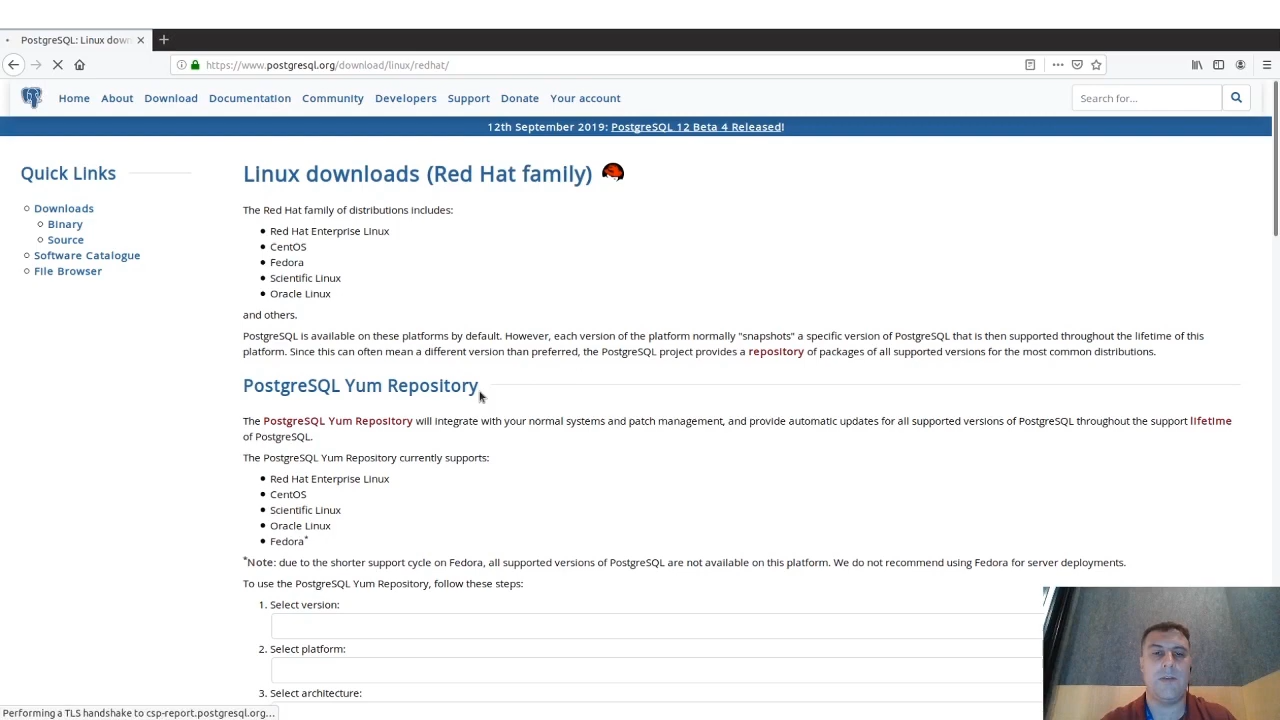 PostgreSQL: Linux down
https://www.postgresql.org/download/linux/redhat/
Home About Download Documentation Community Developers Support Donate Your account
Search for...
12th September 2019: PostgreSQL 12 Beta 4 Released!
Quick Links
Downloads
Binary
Source
Software Catalogue
File Browser
Linux downloads (Red Hat family)
The Red Hat family of distributions includes:
Red Hat Enterprise Linux
CentOS
Fedora
Scientific Linux
Oracle Linux
and others.
PostgreSQL is available on these platforms by default. However, each version of the platform normally "snapshots" a specific version of PostgreSQL that is then supported throughout the lifetime of this
platform. Since this can often mean a different version than preferred, the PostgreSQL project provides a repository of packages of all supported versions for the most common distributions.
PostgreSQL Yum Repository
The PostgreSQL Yum Repository will integrate with your normal systems and patch management, and provide automatic updates for all supported versions of PostgreSQL throughout the support lifetime
of PostgreSQL.
The PostgreSQL Yum Repository currently supports:
Red Hat Enterprise Linux
CentOS
Scientific Linux
Oracle Linux
Fedora*
*Note: due to the shorter support cycle on Fedora, all supported versions of PostgreSQL are not available on this platform. We do not recommend using Fedora for server deployments.
To use the PostgreSQL Yum Repository, follow these steps:
1. Select version:
2. Select platform:
3. Select architecture:
Performing a TLS handshake to csp-report.postgresql.org...